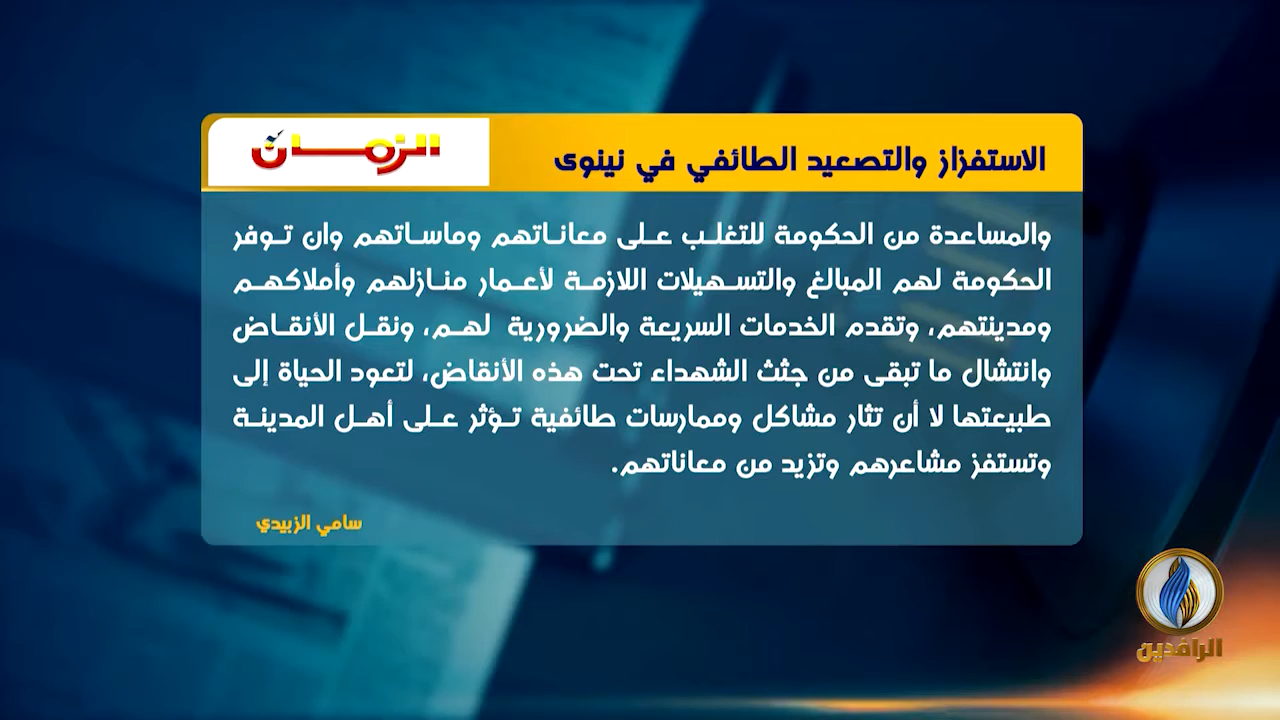 الزمان
الاستفزاز والتصعيد الطائفي في نينوى
والمساعدة من الحكومة للتغلب على معاناتهم وماساتهم وان توفر
الحكومة لهم المبالغ والتسهيلات اللازمة لأعمار منازلهم وأملاكهم
ومدينتهم، وتقدم الخدمات السريعة والضرورية لهم، ونقل الأنقاض
وانتشال ما تبقى من جثث الشهداء تحت هذه الأنقاض، لتعود الحياة إلى
طبيعتها لا أن تثار مشاكل وممارسات طائفية تؤثر على أهل المدينة
وتستفز مشاعرهم وتزيد من معاناتهم.
سامي الزبيدي
الرافدين